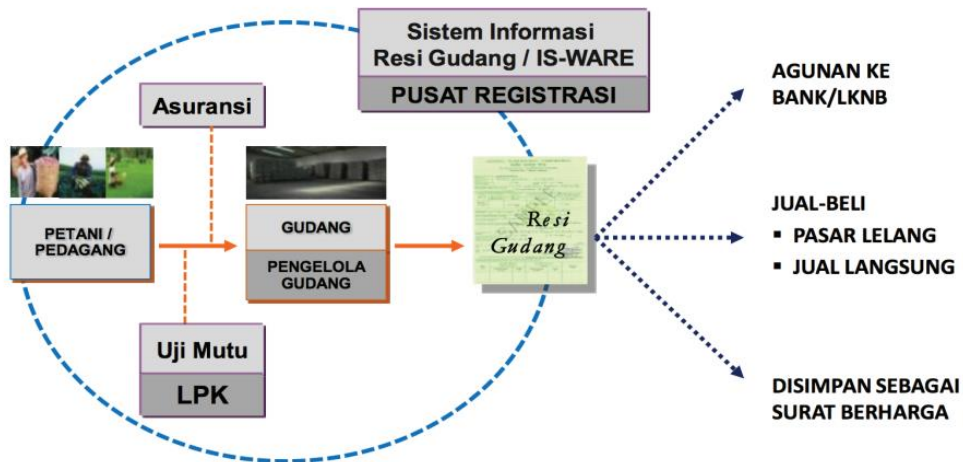 Sistem Informasi
Resi Gudang / IS-WARE
PUSAT REGISTRASI
Asuransi
PETANI /
PEDAGANG
GUDANG
PENGELOLA
GUDANG
Resi
Gudang
Uji Mutu
LPK
AGUNAN KE
BANK/LKNB
JUAL-BELI
▪ PASAR LELANG
▪ JUAL LANGSUNG
DISIMPAN SEBAGAI
SURAT BERHARGA